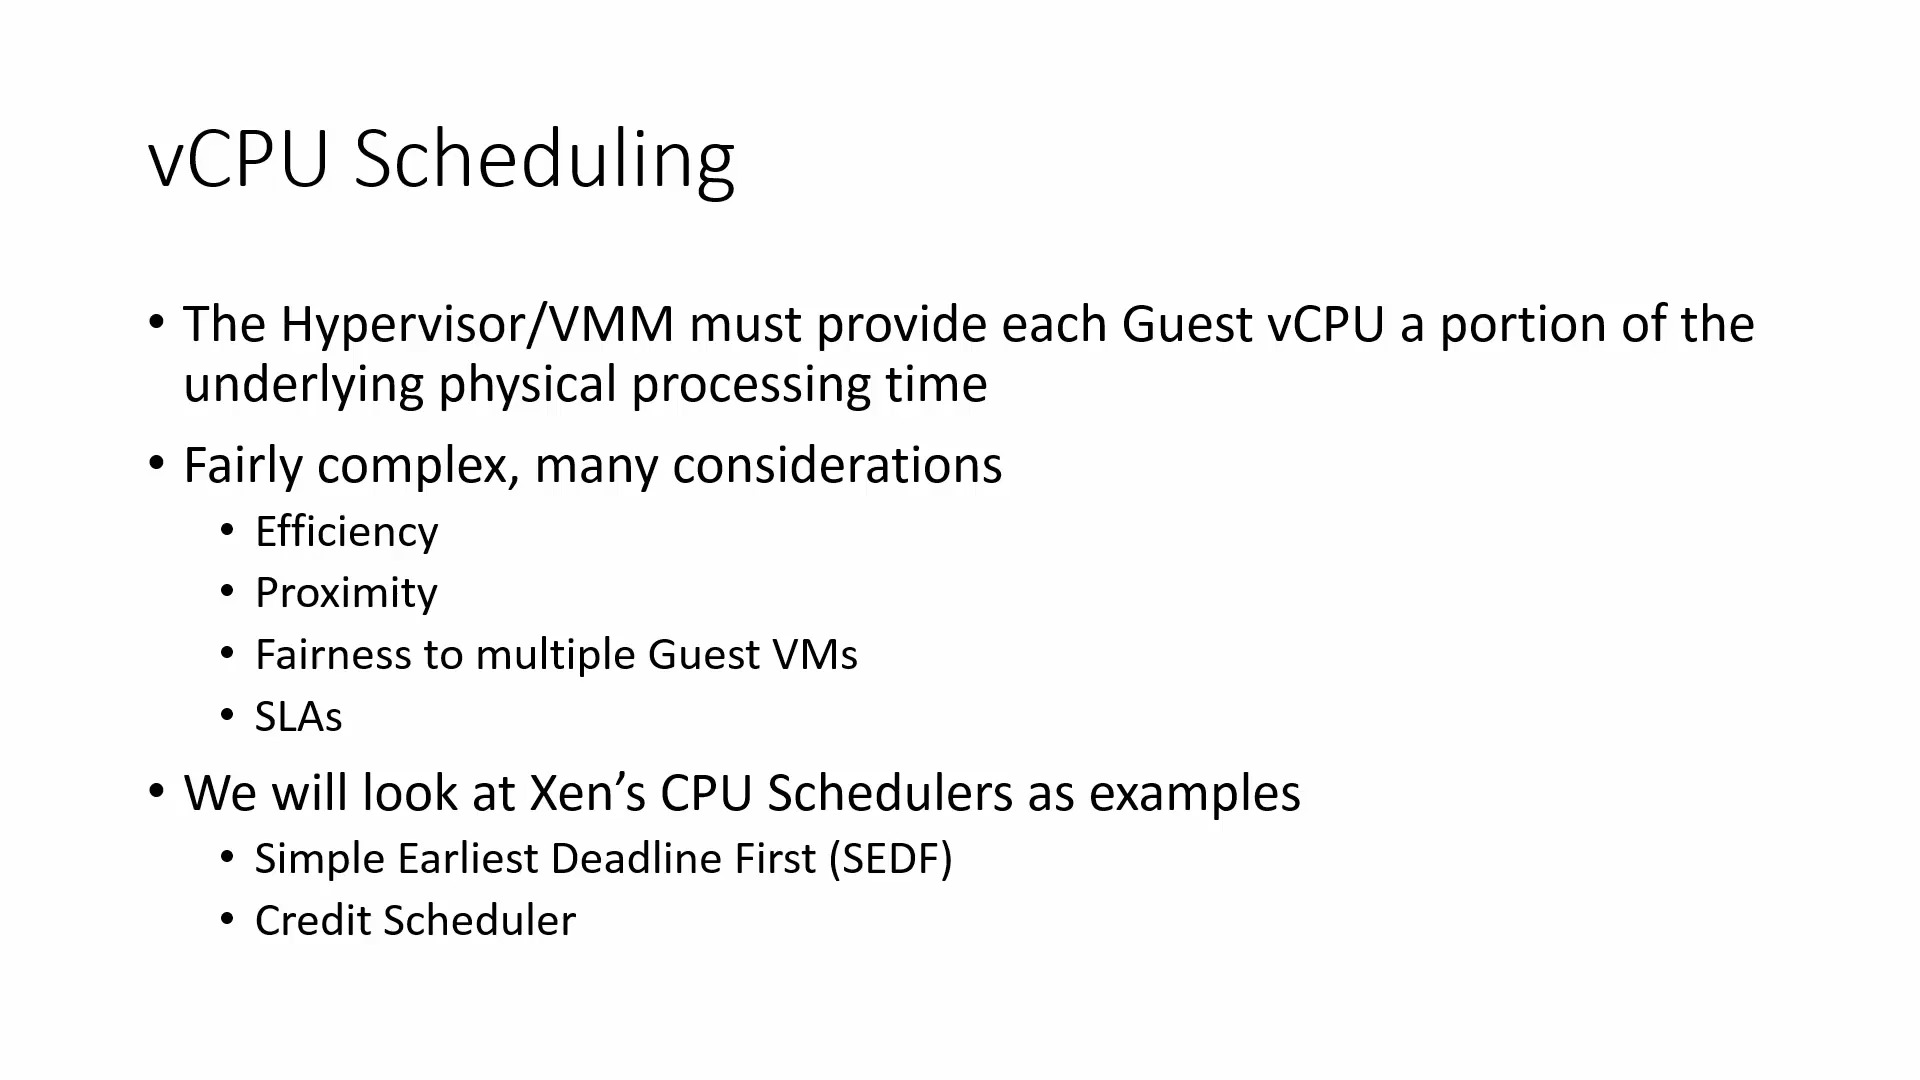 vCPU Scheduling
• The Hypervisor/VMM must provide each Guest vCPU a portion of the
underlying physical processing time
• Fairly complex, many considerations
• Efficiency
• Proximity
• Fairness to multiple Guest VMs
• SLAs
• We will look at Xen’s CPU Schedulers as examples
• Simple Earliest Deadline First (SEDF)
• Credit Scheduler